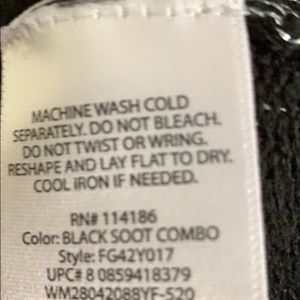 MACHINE WASH COLD
SEPARATELY. DO NOT BLEACH.
DO NOT TWIST OR WRING.
RESHAPE AND LAY FLAT TO DRY.
COOL IRON IF NEEDED.
RN# 114186
Color: BLACK SOOT COMBO
Style: FG42Y017
UPC# 8 0859418379
WM28042088YF-S20